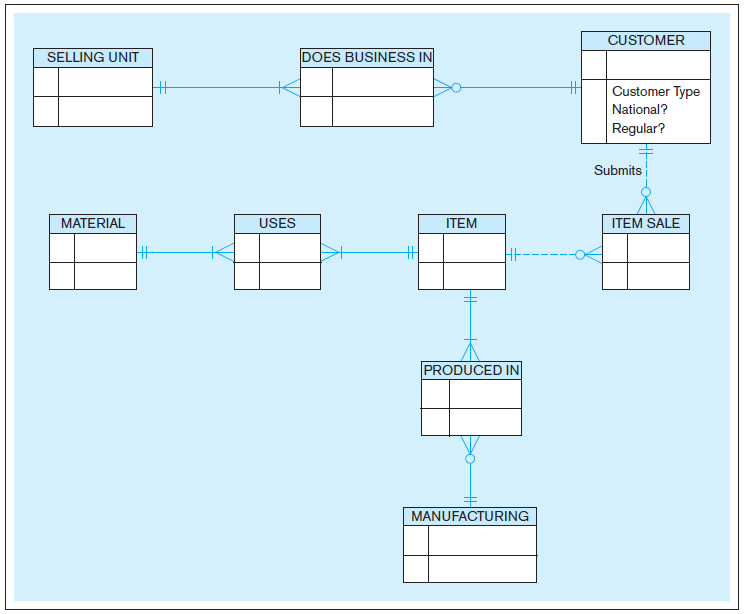 SELLING UNIT
DOES BUSINESS IN
CUSTOMER
Customer Type
National?
Regular?
Submits
MATERIAL
USES
ITEM
ITEM SALE
PRODUCED IN
MANUFACTURING